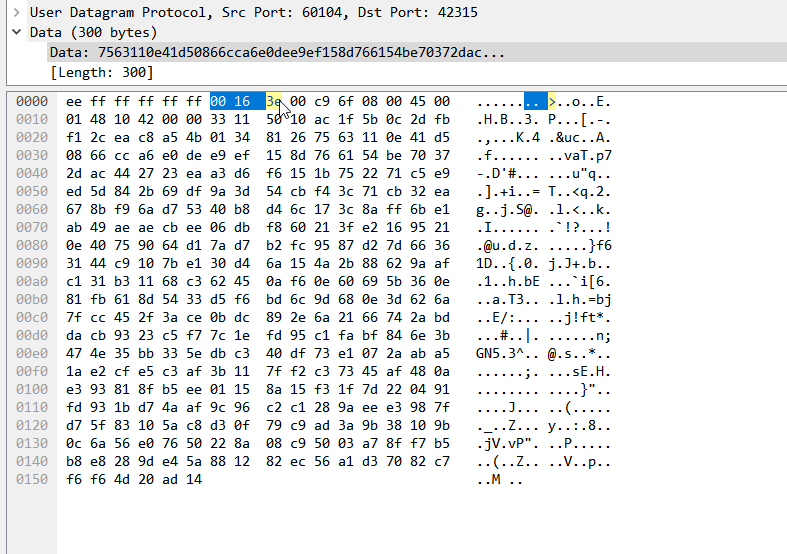 User Datagram Protocol, Src Port: 60104, Dst Port: 42315
Data (300 bytes)
Data: 7563110e41d50866cca6e0dee9ef158d766154be70372dac...
[Length: 300]
0000 ee ff ff ff ff ff 00 16 3e 00 c9 6f 08 00 45 00 ........>..o..E.
0010 01 48 10 42 00 00 33 11 50 10 ac 1f 5b 0c 2d fb .H.B..3. P...[.-.
0020 f1 2c ea c8 a5 4b 01 34 81 26 75 63 11 0e 41 d5 .,...K.4 .&uc..A.
0030 08 66 cc a6 e0 de e9 ef 15 8d 76 61 54 be 70 37 .f...... ..vaT.p7
0040 2d ac 44 27 23 ea a3 d6 f6 15 1b 75 22 71 c5 e9 -.D'#... ...u"q..
0050 ed 5d 84 2b 69 df 9a 3d 54 cb bf 43 3c 71 cb 32 ea .].+i..= T..<q.2.
0060 67 8b f9 6a d7 53 40 b8 d4 6c 17 3c 8a ff 6b e1 g..j.S@. .l.<..k.
0070 ab 49 ae ae cb ee 06 db f8 60 21 3f e2 16 95 21 .I...... .`!?...!
0080 0e 40 75 90 64 d1 7a d7 b2 fc 95 87 d2 7d 66 36 .@u.d.z. .....}f6
0090 31 44 c9 10 7b e1 30 d4 6a 15 4a 2b 88 62 9a af 1D..{.0. j.J+.b..
00a0 c1 31 b3 11 68 c3 62 45 0a f6 0e 60 69 5b 36 0e .1..h.bE ...`i[6.
00b0 81 fb 61 8d 54 33 d5 f6 bd 6c 9d 68 0e 3d 62 6a ..a.T3.. .l.h.=bj
00c0 7f cc 45 2f 3a ce 0b dc 89 2e 6a 21 66 74 2a bd ..E/:... ..j!ft*.
00d0 da cb 93 23 c5 f7 7c 1e fd 95 c1 fa bf 84 6e 3b ...#..|. ......n;
00e0 47 4e 35 bb 33 5e db c3 40 df 73 e1 07 2a ab a5 GN5.3^.. @.s..*..
00f0 1a e2 cf e5 c3 af 3b 11 7f f2 c3 73 45 af 48 0a ......;. ...sE.H.
0100 e3 93 81 8f b5 ee 01 15 8a 15 f3 1f 7d 22 04 91 ........ ....}"..
0110 fd 93 1b d7 4a af 9c 96 c2 c1 28 9a ee e3 98 7f ....J... ..(.....
0120 d7 5f 83 10 5a c8 d3 0f 79 c9 ad 3a 9b 38 10 9b ._..Z... y..:.8..
0130 0c 6a 56 e0 76 50 22 8a 08 c9 50 03 a7 8f f7 b5 .jV.vP". ..P.....
0140 b8 e8 28 9d e4 5a 88 12 82 ec 56 a1 d3 70 82 c7 ..(..Z.. ..V..p..
0150 f6 f6 4d 20 ad 14 ..M ..